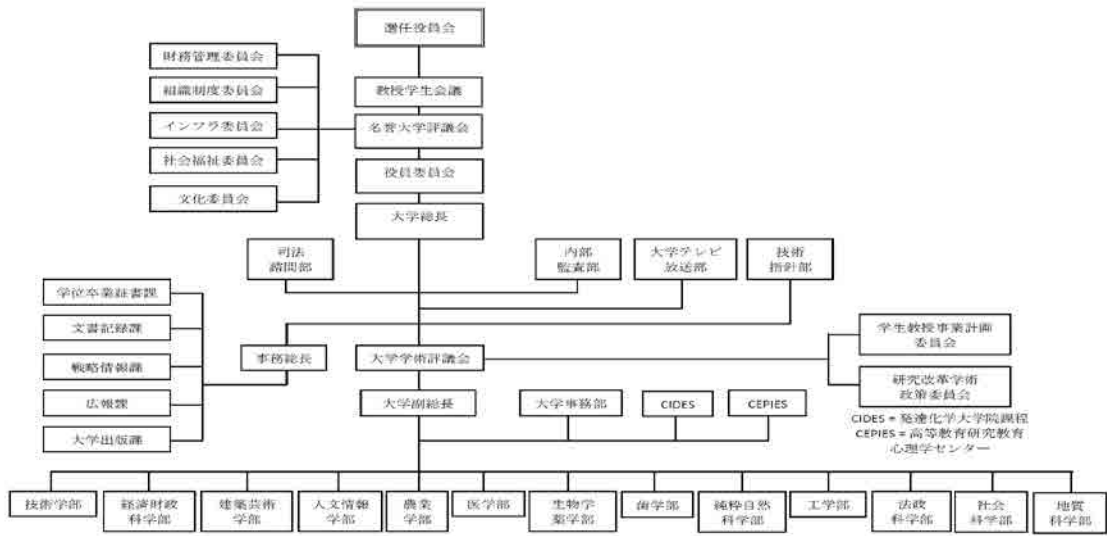 選任役員会
財務管理委員会
組織制度委員会
インフラ委員会
社会福祉委員会
文化委員会
教授学生会議
名誉大学評議会
役員委員会
大学総長
司法
諮問部
内部
監査部
大学テレビ
放送部
技術
指針部
学位卒業証書課
文書記録課
戦略情報課
広報課
大学出版課
事務総長
大学学術評議会
学生教授事業計画
委員会
研究改革学術
政策委員会
大学副総長
大学事務部
CIDES
CEPIES
CIDES = 発達化学大学院課程
CEPIES = 高等教育研究教育
心理学センター
技術学部
経済財政
科学部
建築芸術
学部
人文情報
学部
農業
学部
医学部
生物学
薬学部
歯学部
純粋自然
科学部
工学部
法政
科学部
社会
科学部
地質
科学部